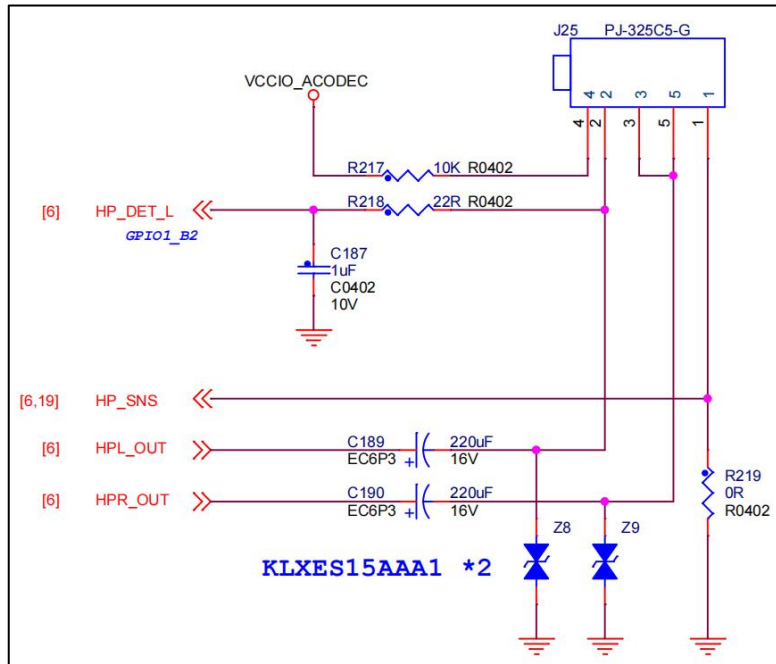 J25 PJ-325C5-G
4 2 3 5 1
4 2 3 5 1
VCCIO_ACODEC
R217 10K R0402
[6] HP_DET_L R218 22R R0402
GPIO1_B2
C187
1uF
C0402
10V
[6,19] HP_SNS
[6] HPL_OUT C189 220uF
EC6P3 + 16V
[6] HPR_OUT C190 220uF
EC6P3 + 16V
R219
0R
R0402
Z8 Z9
KLXES15AAA1 *2